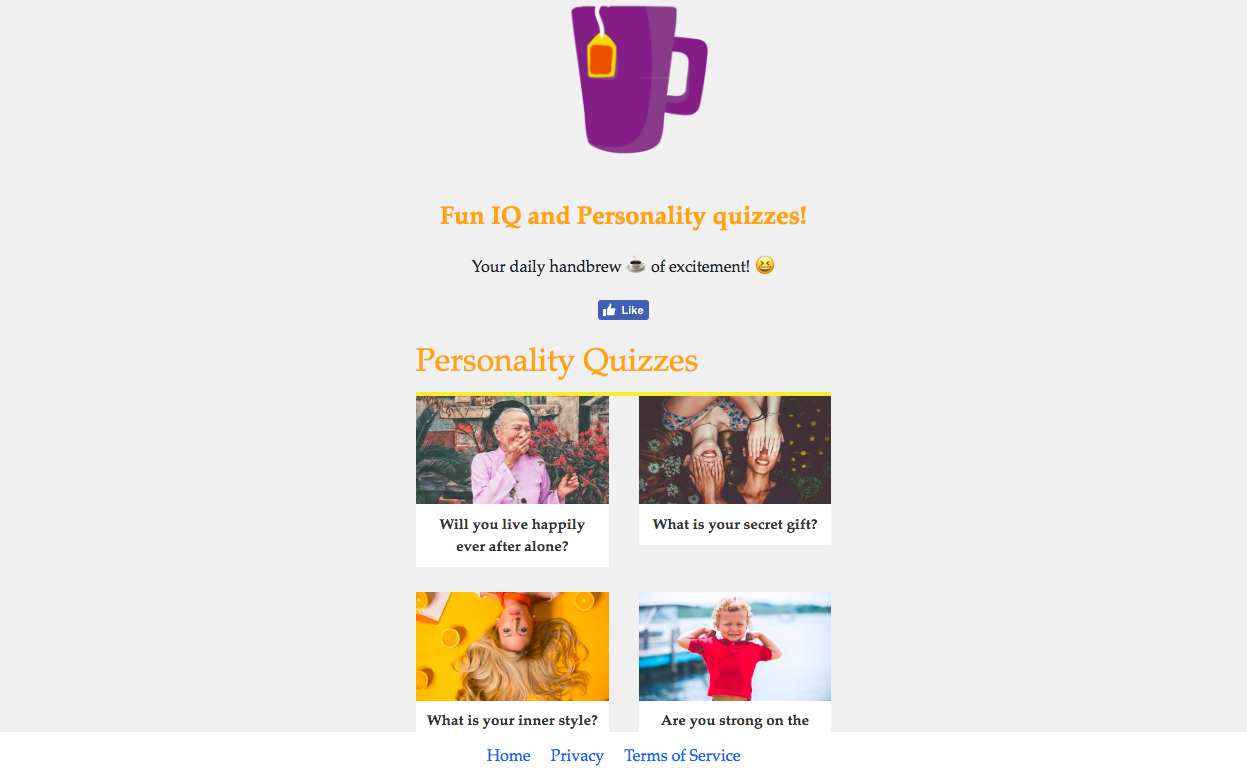 Fun IQ and Personality quizzes!
Your daily handbrew ☕ of excitement! 😆
Like
Personality Quizzes
Will you live happily
ever after alone?
What is your secret gift?
What is your inner style?
Are you strong on the
Home Privacy Terms of Service